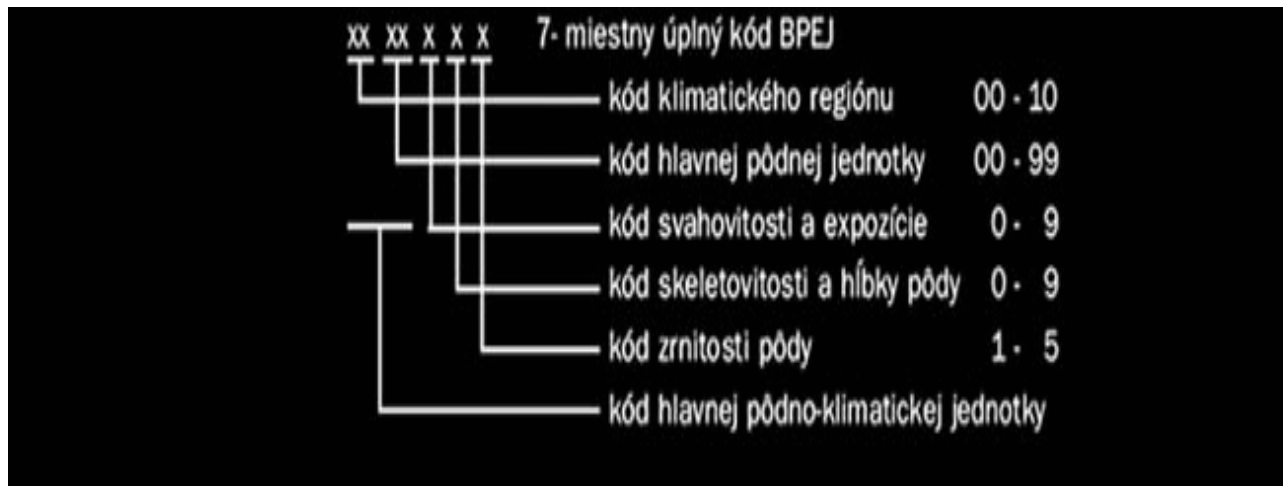 xx xx x x x 7- miestny úplný kód BPEJ
kód klimatického regiónu 00 - 10
kód hlavnej pôdnej jednotky 00 - 99
kód svahovitosti a expozície 0 - 9
kód skeletovitosti a hĺbky pôdy 0 - 9
kód zrnitosti pôdy 1 - 5
kód hlavnej pôdno-klimatickej jednotky